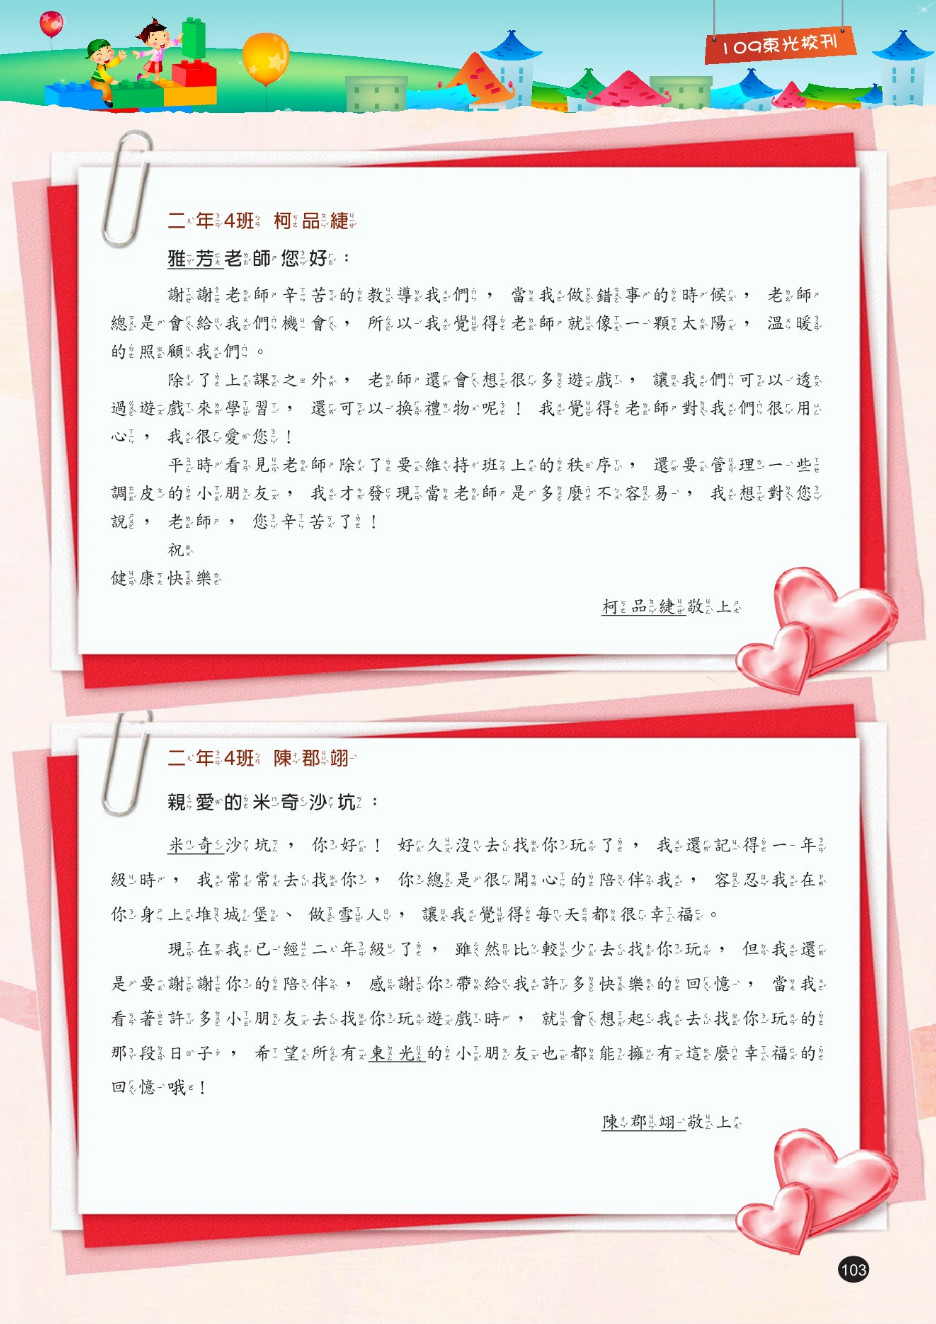 109東光校刊
二年4班 柯品緁
雅芳老師您好：
謝謝老師辛苦的教導我們，當我做錯事的時候，老師
總是會給我們機會，所以我覺得老師就像一顆太陽，溫暖
的照顧我們。
除了上課之外，老師還會想很多遊戲，讓我們可以透
過遊戲來學習，還可以換禮物呢！我覺得老師對我們很用
心，我很愛您！
平時看見老師除了要維持班上的秩序，還要管理一些
調皮的小朋友，我才發現當老師是多麼不容易，我想對您
說，老師，您辛苦了！
祝
健康快樂
柯品緁敬上
二年4班 陳郡翊
親愛的米奇沙坑：
米奇沙坑，你好！好久沒去找你玩了，我還記得一年
級時，我常常去找你，你總是很開心的陪伴我，容忍我在
你身上堆城堡、做雪人，讓我覺得每天都很幸福。
現在我已經二年級了，雖然比較少去找你玩，但我還
是要謝謝你的陪伴，感謝你帶給我許多快樂的回憶，當我
看著許多小朋友去找你玩遊戲時，就會想起我去找你玩的
那段日子，希望所有東光的小朋友也都能擁有這麼幸福的
回憶哦！
陳郡翊敬上
103